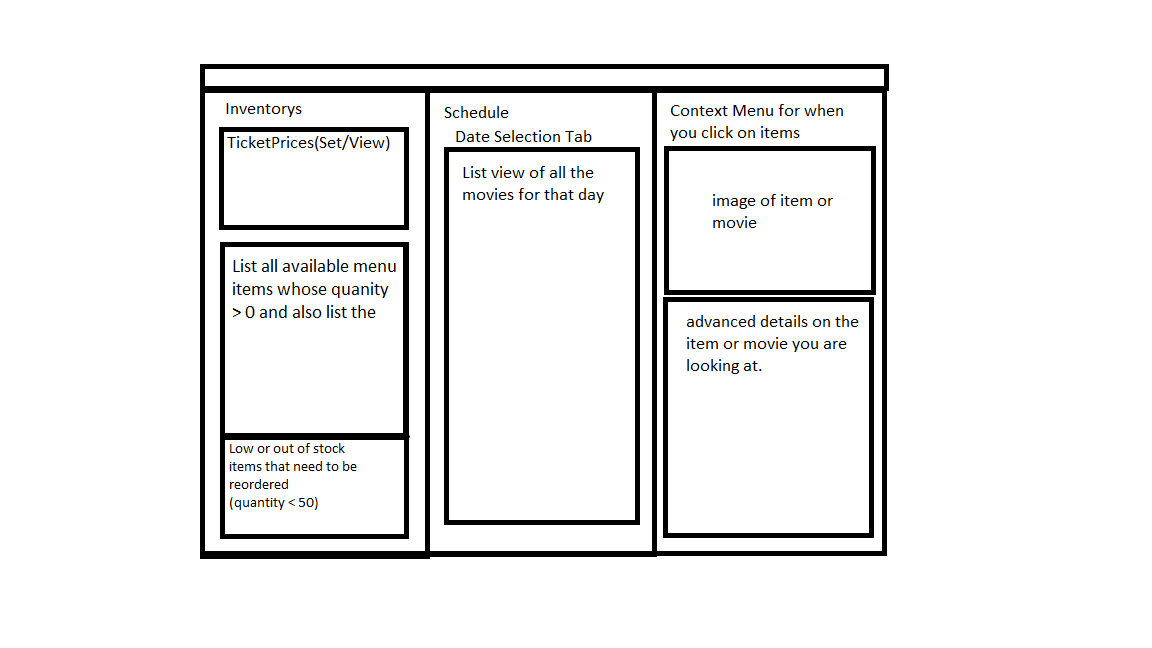 Inventorys
TicketPrices(Set/View)
List all available menu
items whose quanity
> 0 and also list the
Low or out of stock
items that need to be
reordered
(quantity < 50)
Schedule
Date Selection Tab
List view of all the
movies for that day
Context Menu for when
you click on items
image of item or
movie
advanced details on the
item or movie you are
looking at.